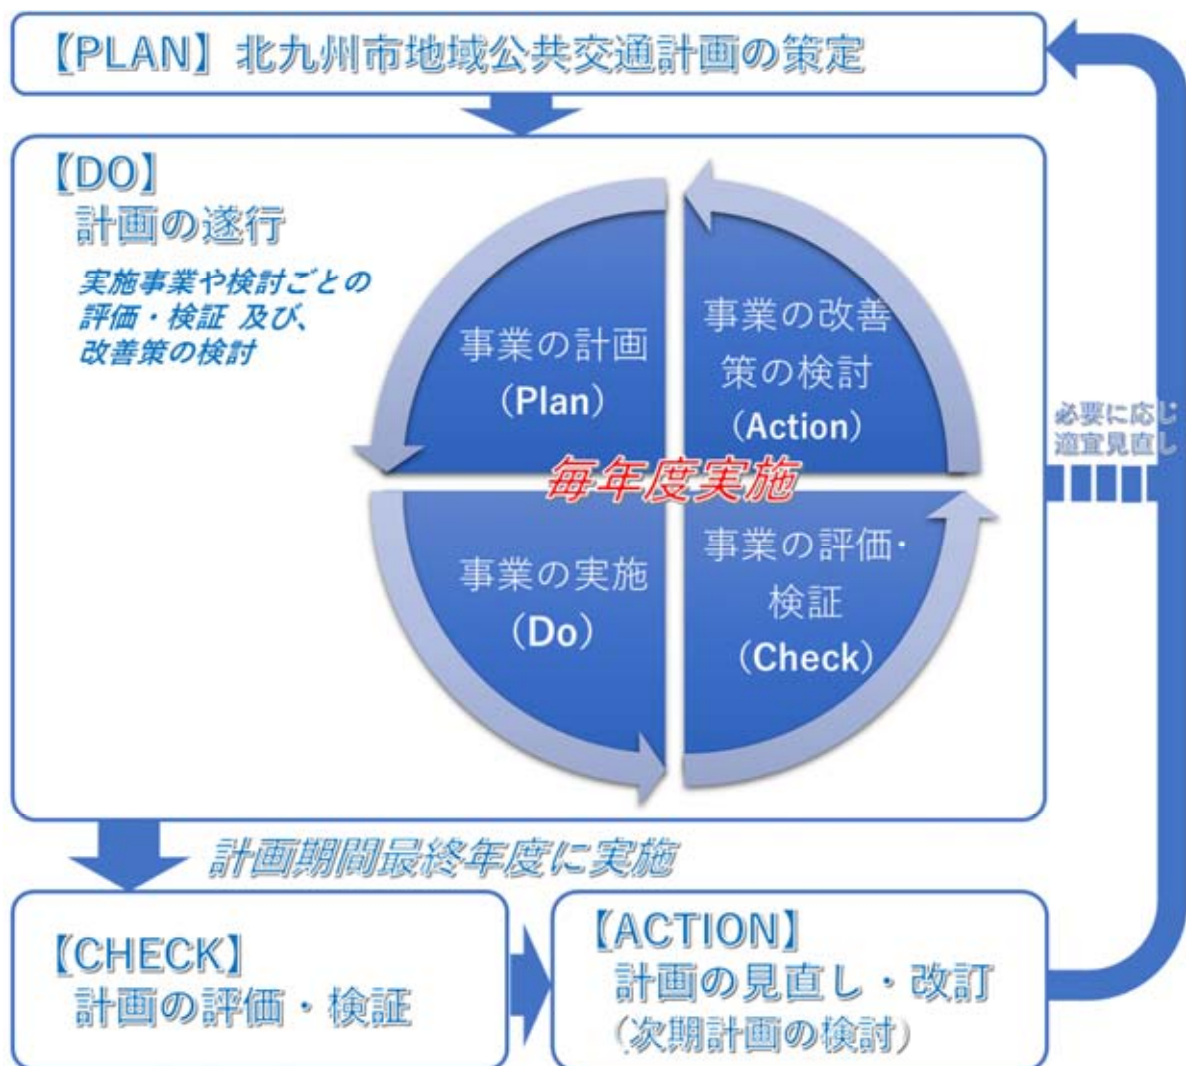 【PLAN】北九州市地域公共交通計画の策定
【DO】
計画の遂行
実施事業や検討ごとの
評価・検証 及び、
改善策の検討
事業の計画
（Plan）
事業の改善
策の検討
（Action）
毎年度実施
事業の実施
（Do）
事業の評価・
検証
（Check）
必要に応じ
適宜見直し
計画期間最終年度に実施
【CHECK】
計画の評価・検証
【ACTION】
計画の見直し・改訂
（次期計画の検討）